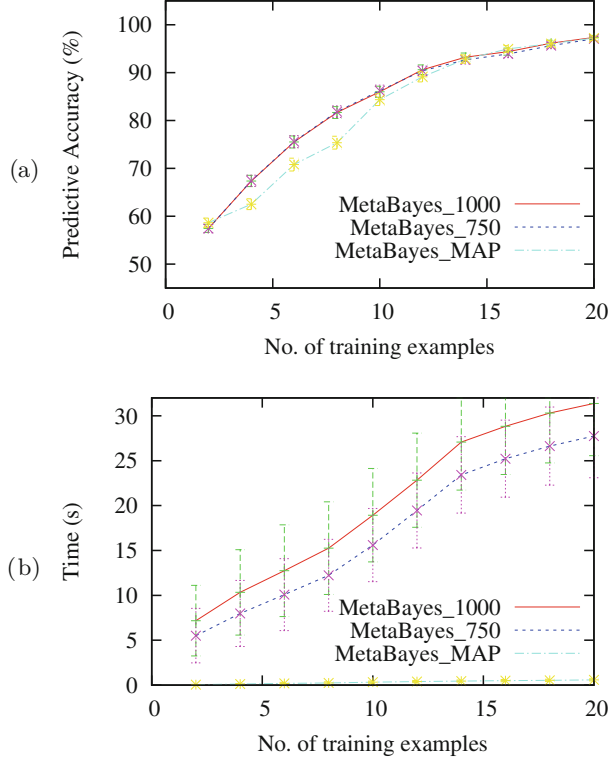 (a)
Predictive Accuracy (%)
100
90
80
70
60
50
MetaBayes_1000
MetaBayes_750
MetaBayes_MAP
0 5 10 15 20
No. of training examples
(b)
Time (s)
30
25
20
15
10
5
0
MetaBayes_1000
MetaBayes_750
MetaBayes_MAP
0 5 10 15 20
No. of training examples